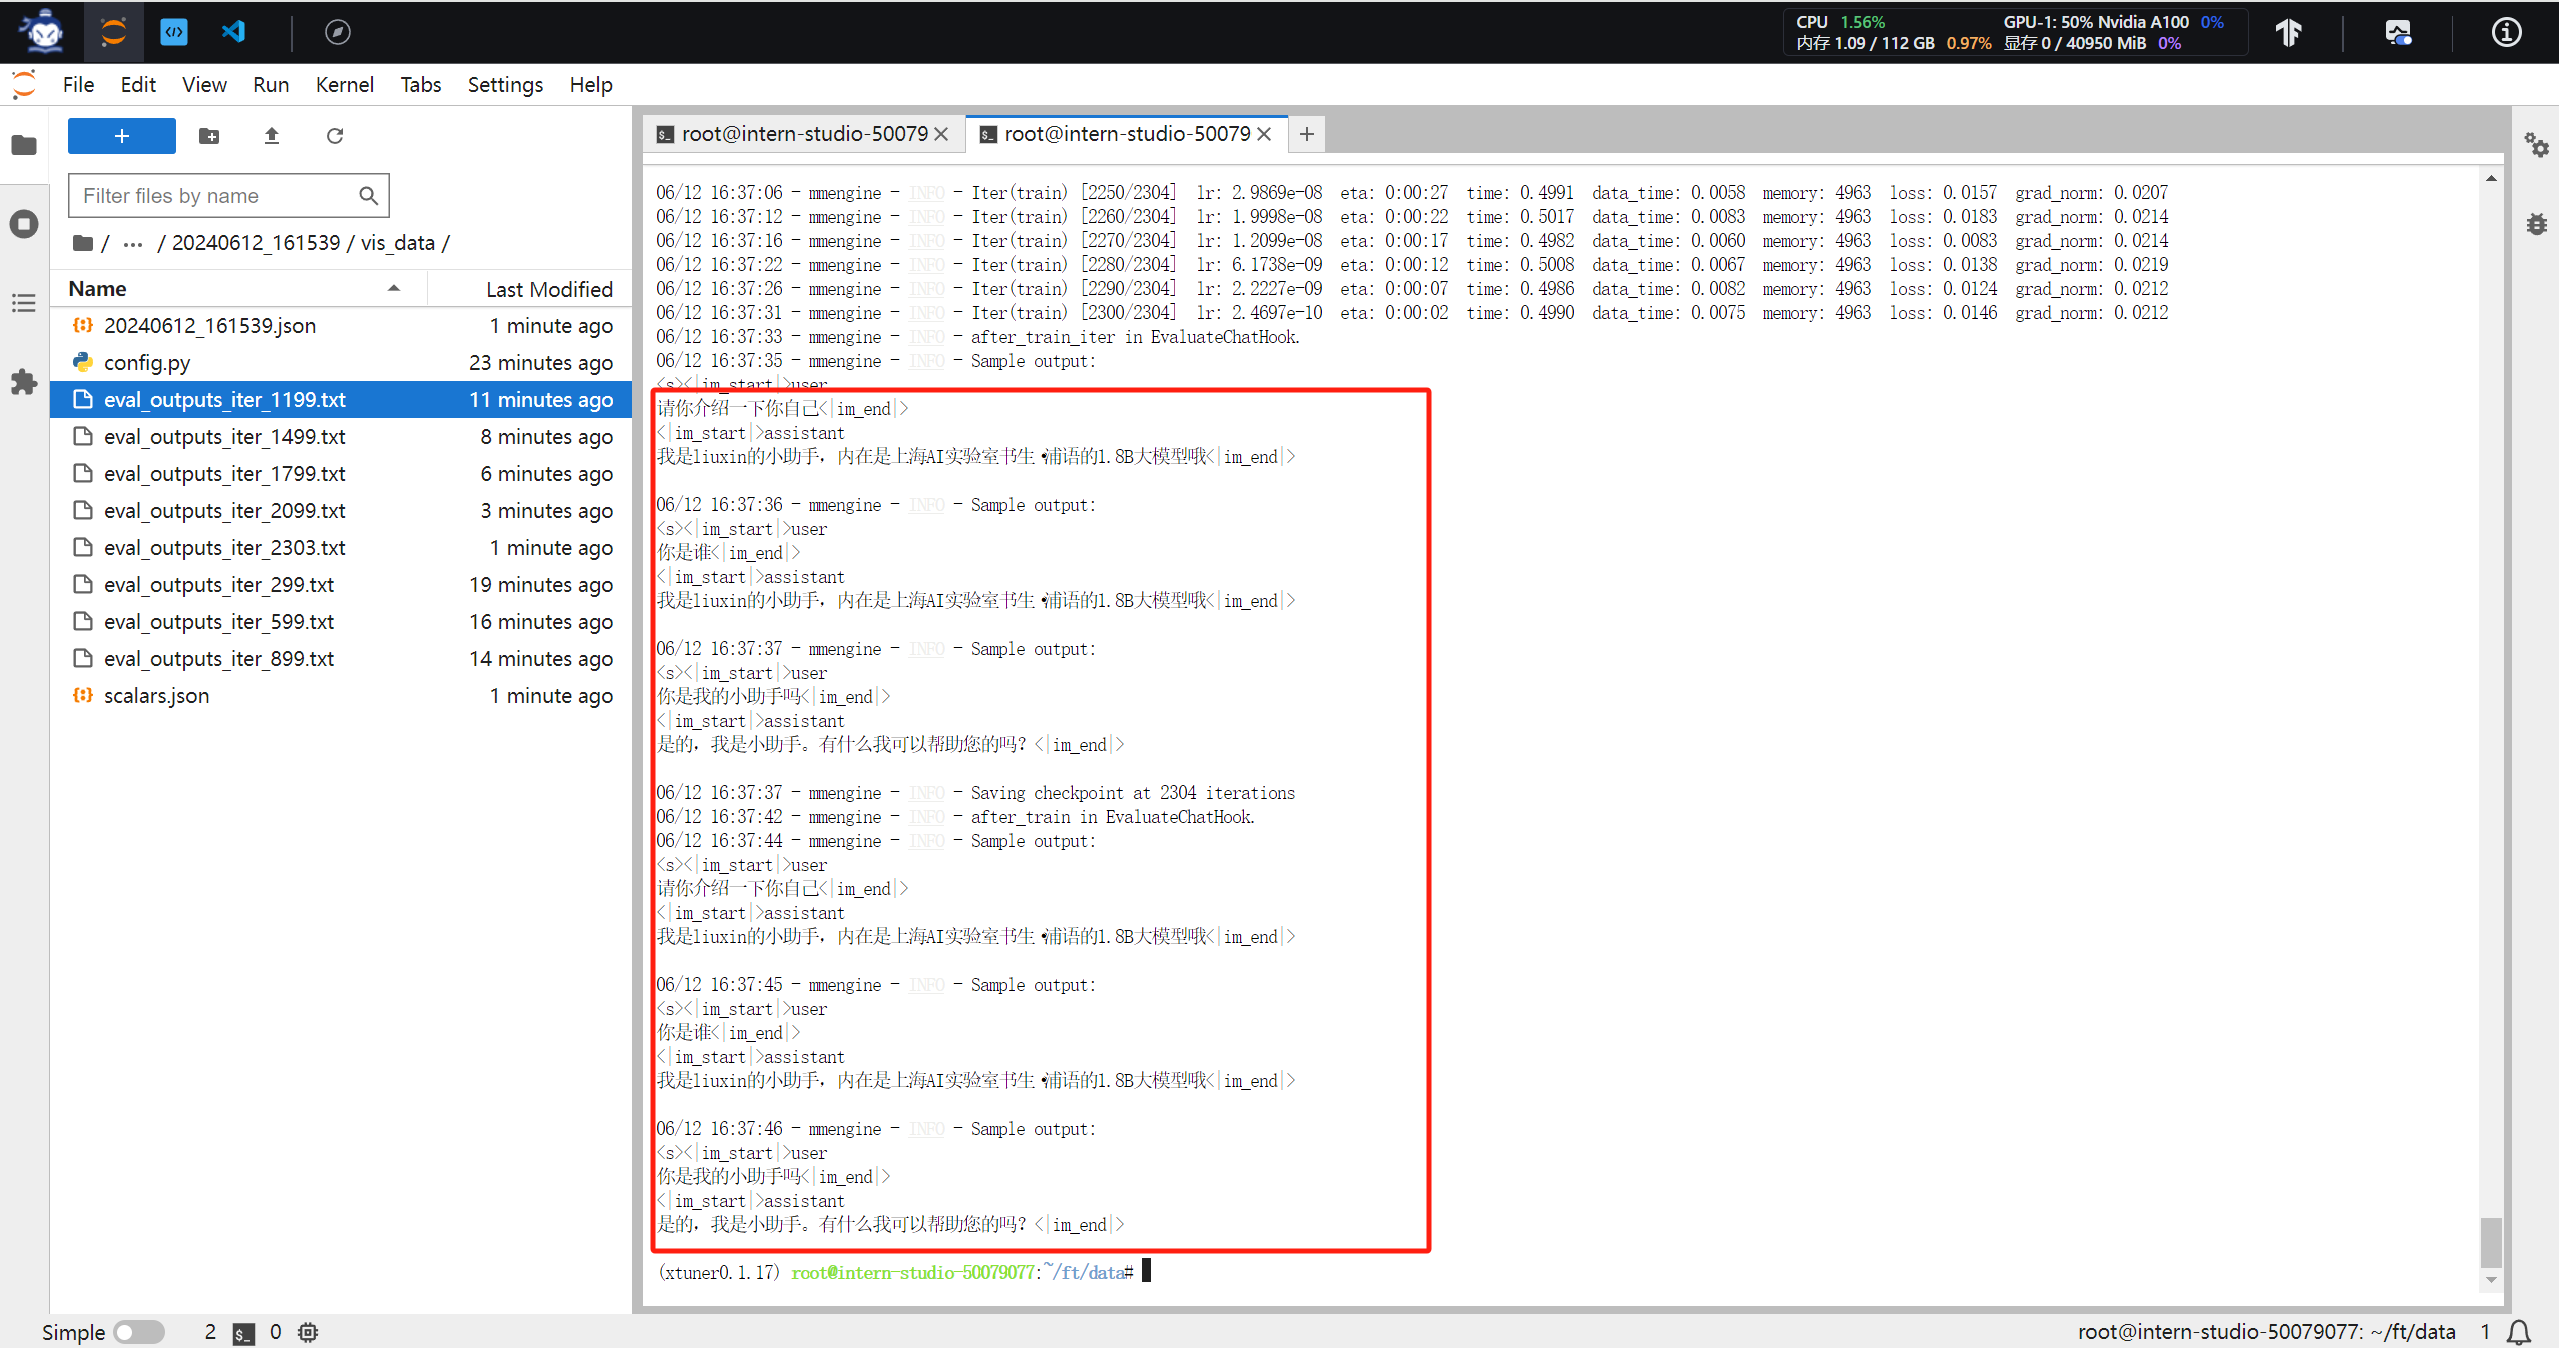 CPU 1.56%
GPU-1: 50% Nvidia A100 0%
内存 1.09 / 112 GB 0.97%
显存 0 / 40950 MiB 0%
File Edit View Run Kernel Tabs Settings Help
+
Filter files by name
/ ··· / 20240612_161539 / vis_data /
Name Last Modified
20240612_161539.json 1 minute ago
config.py 23 minutes ago
eval_outputs_iter_1199.txt 11 minutes ago
eval_outputs_iter_1499.txt 8 minutes ago
eval_outputs_iter_1799.txt 6 minutes ago
eval_outputs_iter_2099.txt 3 minutes ago
eval_outputs_iter_2303.txt 1 minute ago
eval_outputs_iter_299.txt 19 minutes ago
eval_outputs_iter_599.txt 16 minutes ago
eval_outputs_iter_899.txt 14 minutes ago
scalars.json 1 minute ago
root@intern-studio-50079 root@intern-studio-50079 +
06/12 16:37:06 - mmengine - INFO - Iter(train) [2250/2304] lr: 2.9869e-08 eta: 0:00:27 time: 0.4991 data_time: 0.0058 memory: 4963 loss: 0.0157 grad_norm: 0.0207
06/12 16:37:12 - mmengine - INFO - Iter(train) [2260/2304] lr: 1.9998e-08 eta: 0:00:22 time: 0.5017 data_time: 0.0083 memory: 4963 loss: 0.0183 grad_norm: 0.0214
06/12 16:37:16 - mmengine - INFO - Iter(train) [2270/2304] lr: 1.2099e-08 eta: 0:00:17 time: 0.4982 data_time: 0.0060 memory: 4963 loss: 0.0083 grad_norm: 0.0214
06/12 16:37:22 - mmengine - INFO - Iter(train) [2280/2304] lr: 6.1738e-09 eta: 0:00:12 time: 0.5008 data_time: 0.0067 memory: 4963 loss: 0.0138 grad_norm: 0.0219
06/12 16:37:26 - mmengine - INFO - Iter(train) [2290/2304] lr: 2.2227e-09 eta: 0:00:07 time: 0.4986 data_time: 0.0082 memory: 4963 loss: 0.0124 grad_norm: 0.0212
06/12 16:37:31 - mmengine - INFO - Iter(train) [2300/2304] lr: 2.4697e-10 eta: 0:00:02 time: 0.4990 data_time: 0.0075 memory: 4963 loss: 0.0146 grad_norm: 0.0212
06/12 16:37:33 - mmengine - INFO - after_train_iter in EvaluateChatHook.
06/12 16:37:35 - mmengine - INFO - Sample output:
<s><|im_start|>user
请你介绍一下你自己<|im_end|>
<|im_start|>assistant
我是liuxin的小助手，内在是上海AI实验室书生·浦语的1.8B大模型哦<|im_end|>
06/12 16:37:36 - mmengine - INFO - Sample output:
<s><|im_start|>user
你是谁<|im_end|>
<|im_start|>assistant
我是liuxin的小助手，内在是上海AI实验室书生·浦语的1.8B大模型哦<|im_end|>
06/12 16:37:37 - mmengine - INFO - Sample output:
<s><|im_start|>user
你是我的小助手吗<|im_end|>
<|im_start|>assistant
是的，我是小助手。有什么我可以帮助您的吗？<|im_end|>
06/12 16:37:37 - mmengine - INFO - Saving checkpoint at 2304 iterations
06/12 16:37:42 - mmengine - INFO - after_train in EvaluateChatHook.
06/12 16:37:44 - mmengine - INFO - Sample output:
<s><|im_start|>user
请你介绍一下你自己<|im_end|>
<|im_start|>assistant
我是liuxin的小助手，内在是上海AI实验室书生·浦语的1.8B大模型哦<|im_end|>
06/12 16:37:45 - mmengine - INFO - Sample output:
<s><|im_start|>user
你是谁<|im_end|>
<|im_start|>assistant
我是liuxin的小助手，内在是上海AI实验室书生·浦语的1.8B大模型哦<|im_end|>
06/12 16:37:46 - mmengine - INFO - Sample output:
<s><|im_start|>user
你是我的小助手吗<|im_end|>
<|im_start|>assistant
是的，我是小助手。有什么我可以帮助您的吗？<|im_end|>
(xtuner0.1.17) root@intern-studio-50079077:~/ft/data#
Simple 2 0 root@intern-studio-50079077: ~/ft/data 1